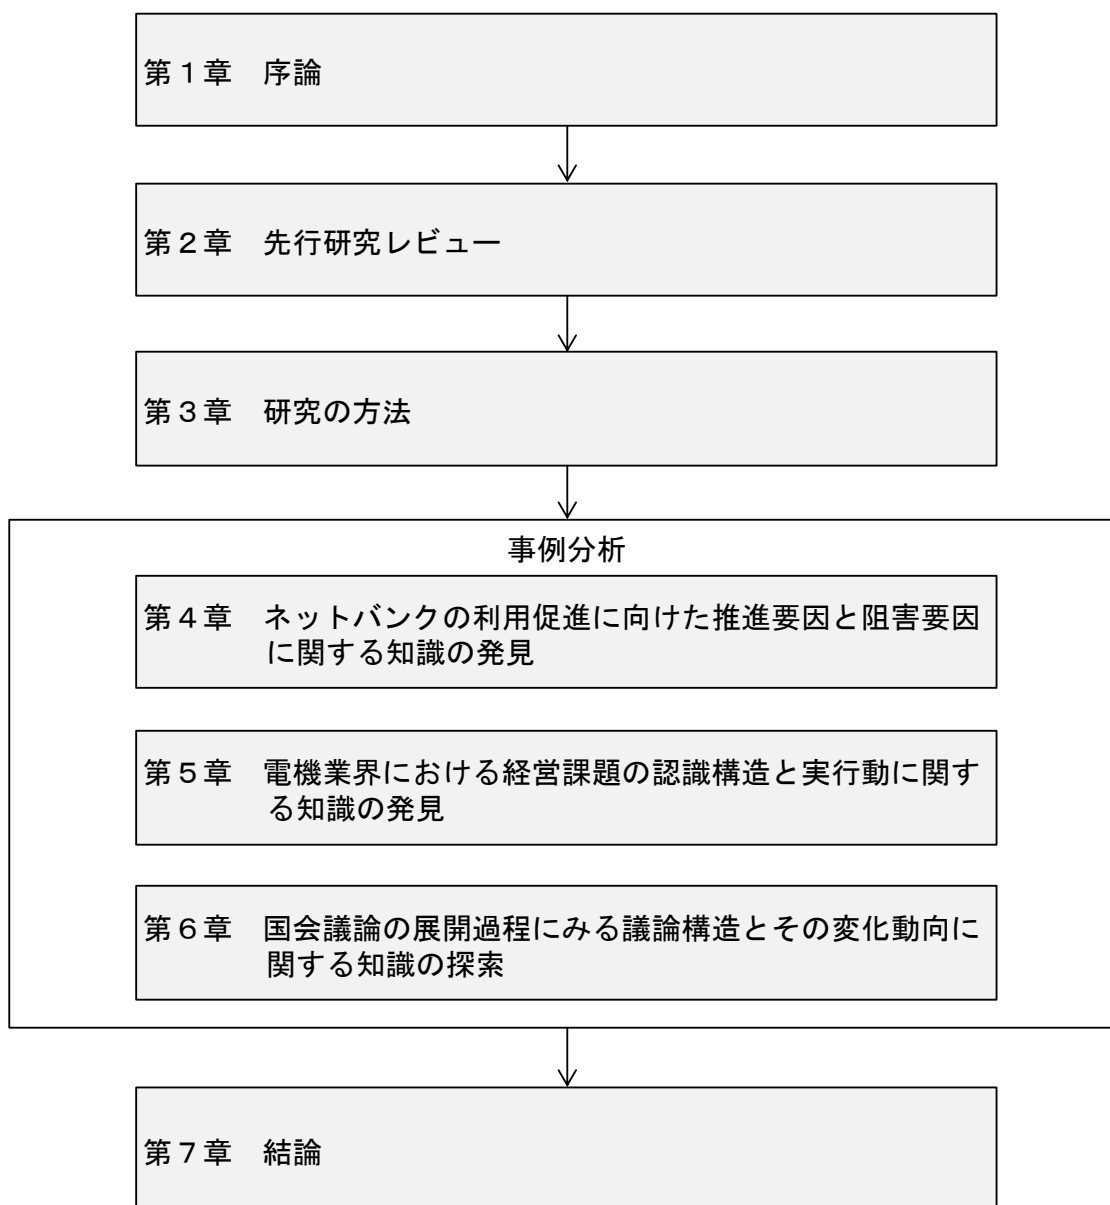 第１章　序論
第２章　先行研究レビュー
第３章　研究の方法
事例分析
第４章　ネットバンクの利用促進に向けた推進要因と阻害要因
に関する知識の発見
第５章　電機業界における経営課題の認識構造と実行動に関す
る知識の発見
第６章　国会議論の展開過程にみる議論構造とその変化動向に
関する知識の探索
第７章　結論